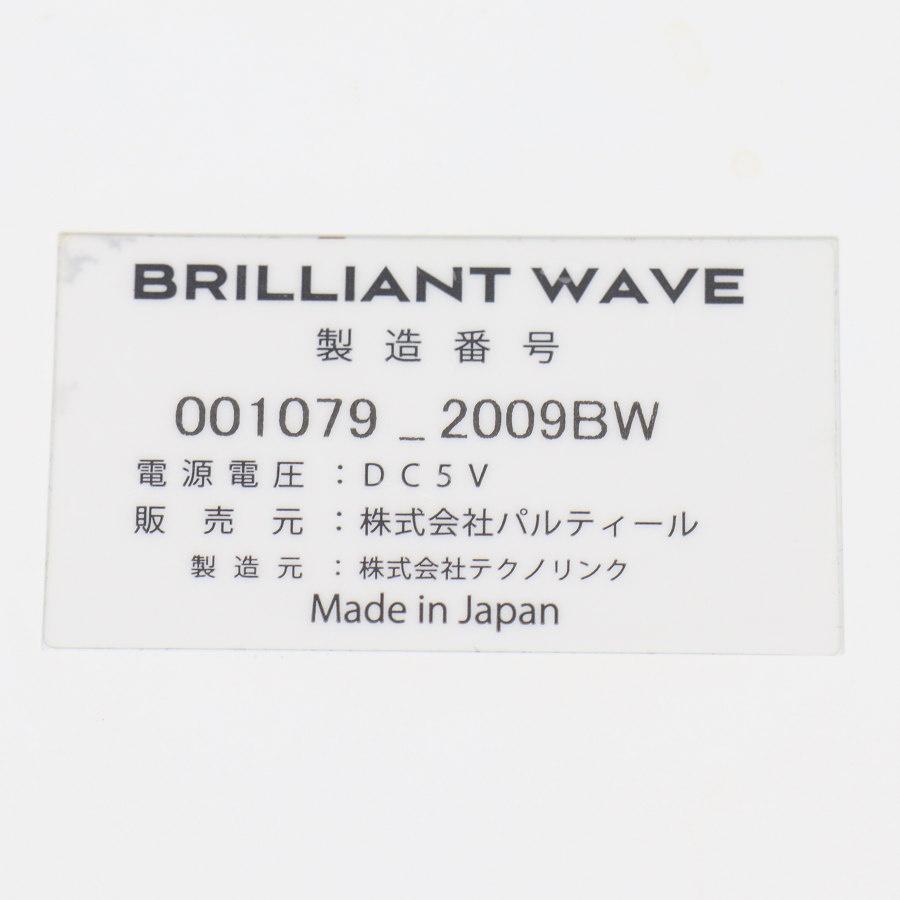 BRILLIANT WAVE
製造番号
001079_2009BW
電源電圧：DC5V
販売元：株式会社パルティール
製造元：株式会社テクノリンク
Made in Japan